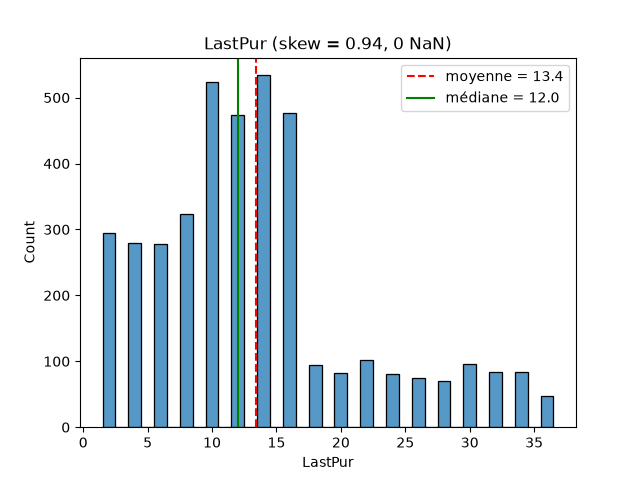 LastPur (skew = 0.94, 0 NaN)
moyenne = 13.4
médiane = 12.0
500
400
300
200
100
0
Count
0 5 10 15 20 25 30 35
LastPur